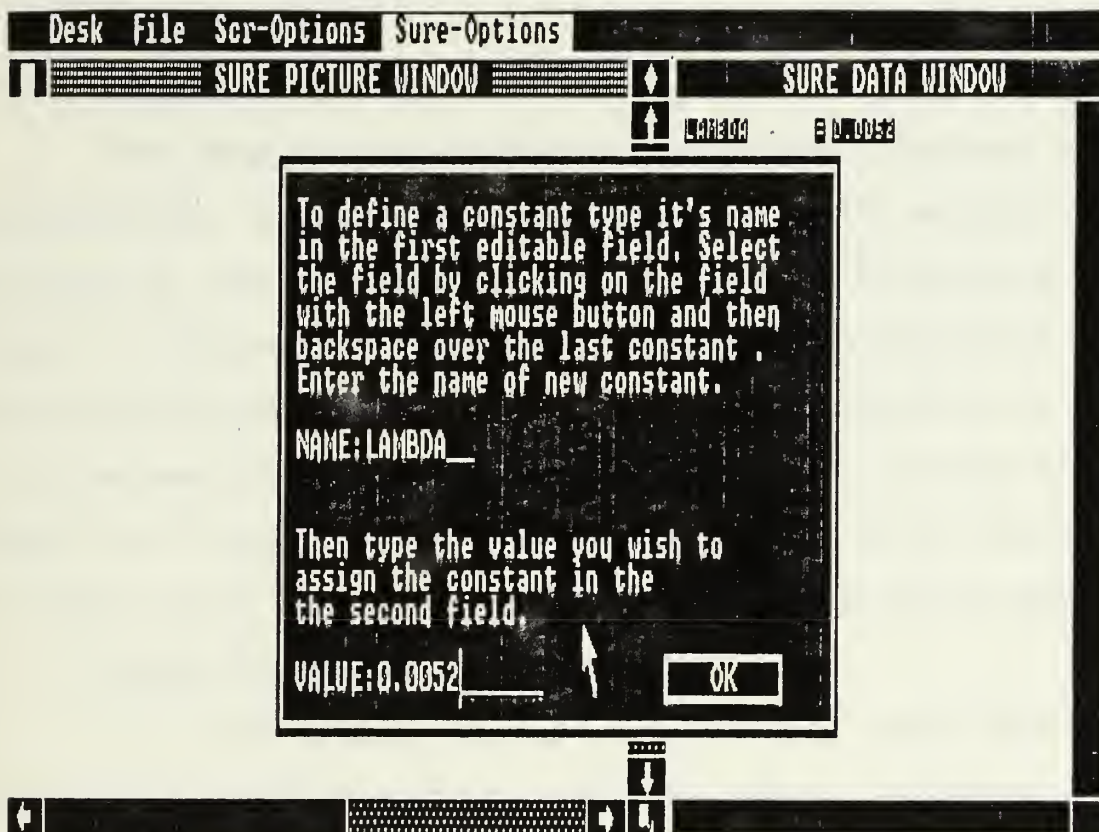 Desk File Scr-Options Sure-Options
SURE PICTURE WINDOW
SURE DATA WINDOW
LAMBDA = 0.0052
To define a constant type it's name
in the first editable field. Select
the field by clicking on the field
with the left mouse button and then
backspace over the last constant .
Enter the name of new constant.
NAME:LAMBDA__
Then type the value you wish to
assign the constant in the
the second field.
VALUE:0.0052______
OK